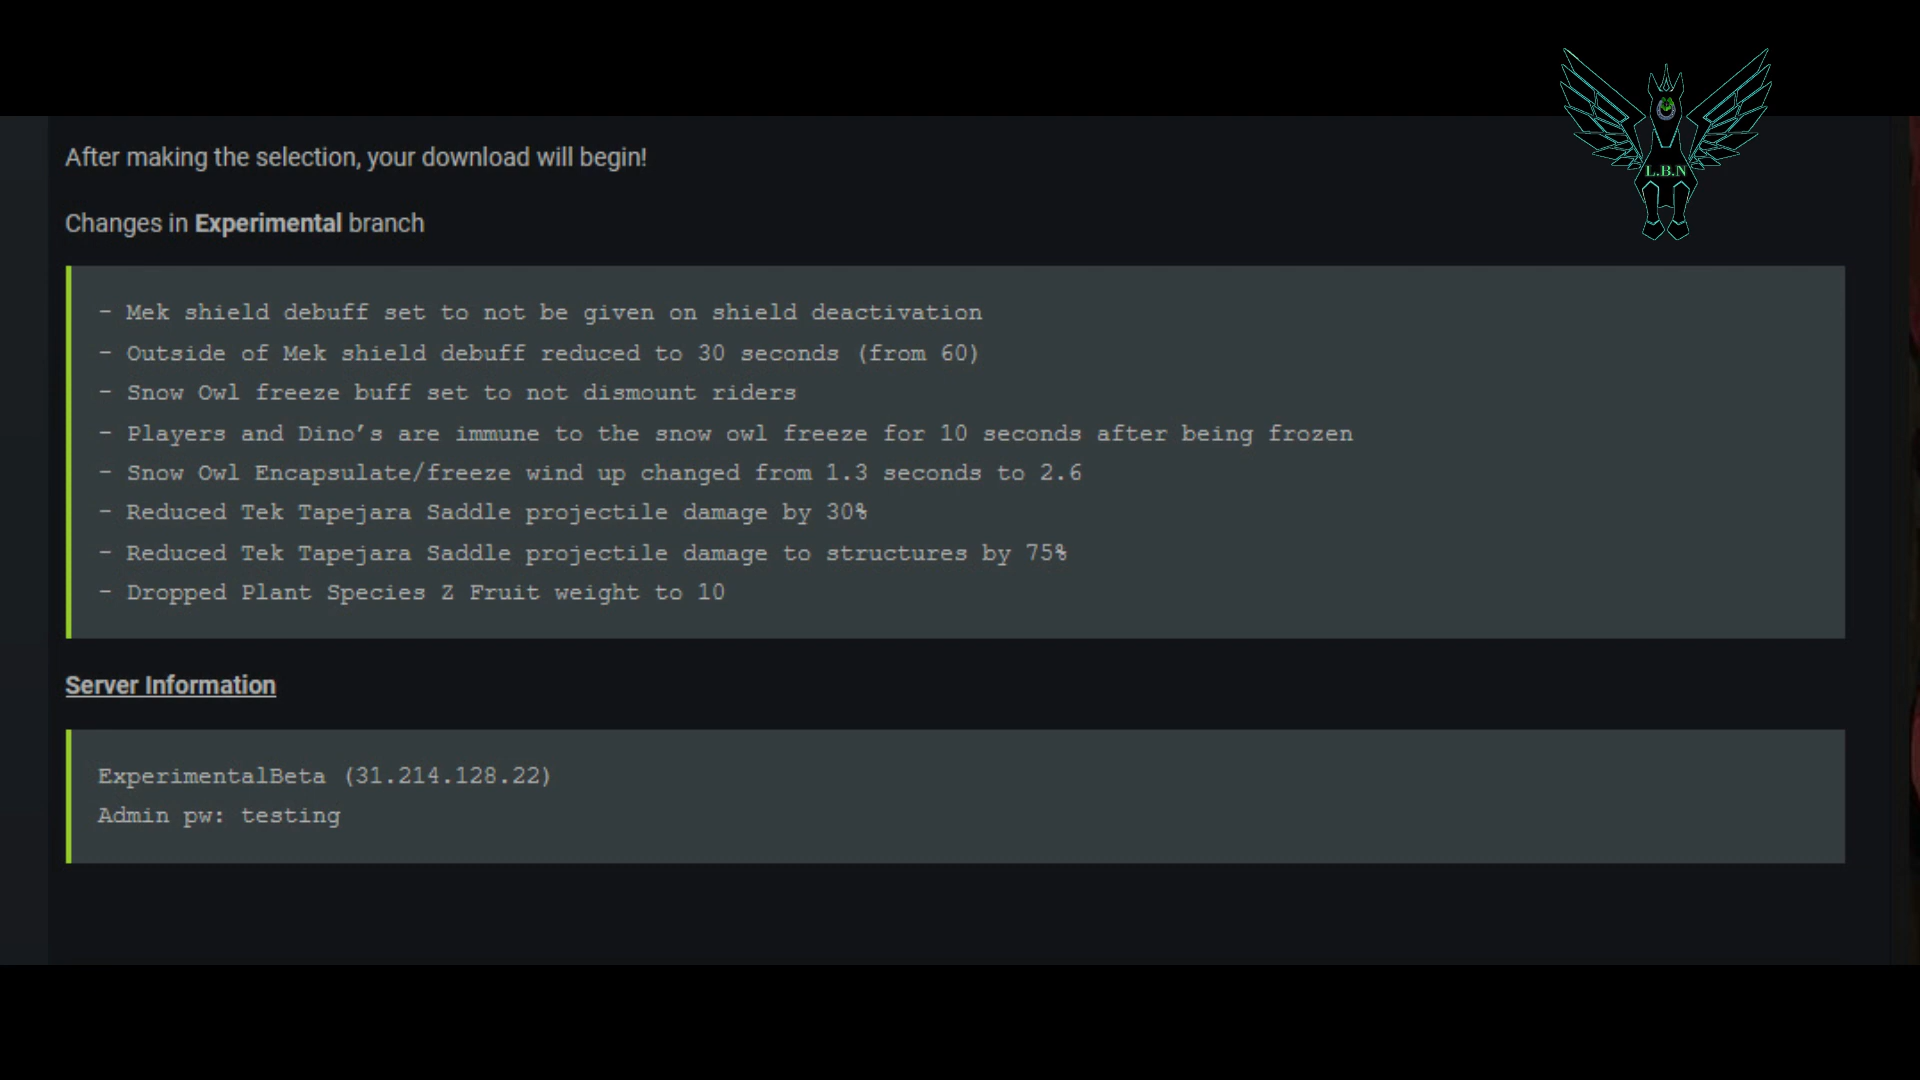 L.B.N
After making the selection, your download will begin!
Changes in Experimental branch
- Mek shield debuff set to not be given on shield deactivation
- Outside of Mek shield debuff reduced to 30 seconds (from 60)
- Snow Owl freeze buff set to not dismount riders
- Players and Dino’s are immune to the snow owl freeze for 10 seconds after being frozen
- Snow Owl Encapsulate/freeze wind up changed from 1.3 seconds to 2.6
- Reduced Tek Tapejara Saddle projectile damage by 30%
- Reduced Tek Tapejara Saddle projectile damage to structures by 75%
- Dropped Plant Species Z Fruit weight to 10
Server Information
ExperimentalBeta (31.214.128.22)
Admin pw: testing